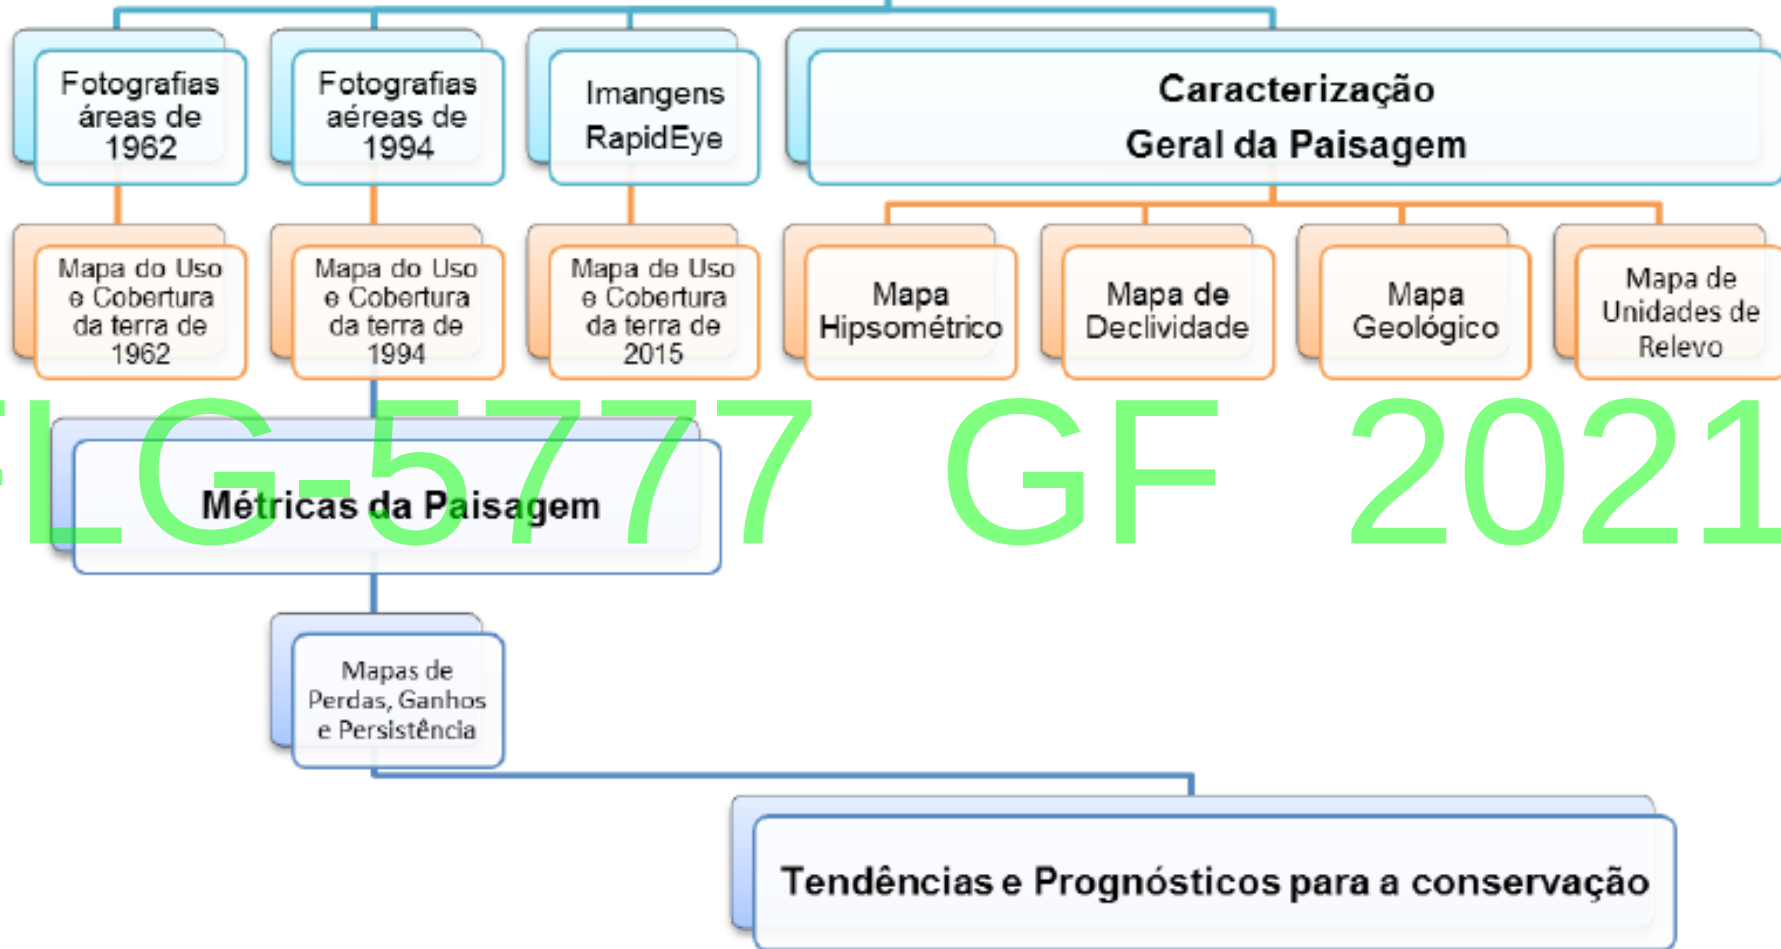 Fotografias
áreas de
1962
Fotografias
aéreas de
1994
Imangens
RapidEye
Caracterização
Geral da Paisagem
Mapa do Uso
e Cobertura
da terra de
1962
Mapa do Uso
e Cobertura
da terra de
1994
Mapa de Uso
e Cobertura
da terra de
2015
Mapa
Hipsométrico
Mapa de
Declividade
Mapa
Geológico
Mapa de
Unidades de
Relevo
FLG-5777 GF 2021
Métricas da Paisagem
Mapas de
Perdas, Ganhos
e Persistência
Tendências e Prognósticos para a conservação